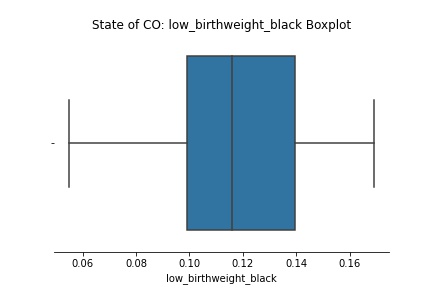 State of CO: low_birthweight_black Boxplot
-
0.06 0.08 0.10 0.12 0.14 0.16
low_birthweight_black